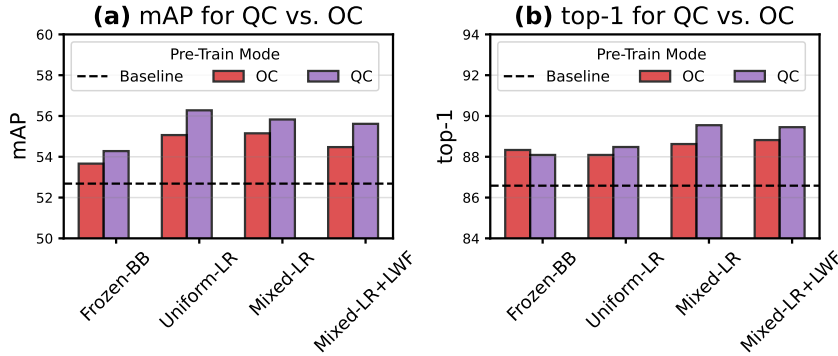 (a) mAP for QC vs. OC
mAP
60
58
56
54
52
50
Pre-Train Mode
Baseline OC QC
Frozen-BB
Uniform-LR
Mixed-LR
Mixed-LR+LWF
(b) top-1 for QC vs. OC
top-1
94
92
90
88
86
84
Pre-Train Mode
Baseline OC QC
Frozen-BB
Uniform-LR
Mixed-LR
Mixed-LR+LWF